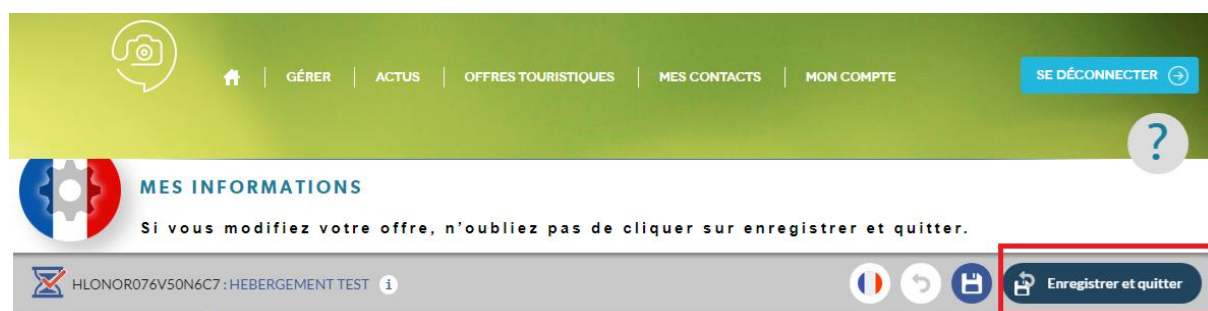 GÉRER ACTUS OFFRES TOURISTIQUES MES CONTACTS MON COMPTE SE DÉCONNECTER
?
MES INFORMATIONS
Si vous modifiez votre offre, n'oubliez pas de cliquer sur enregistrer et quitter.
HLONOR076V50N6C7 : HEBERGEMENT TEST i Enregistrer et quitter